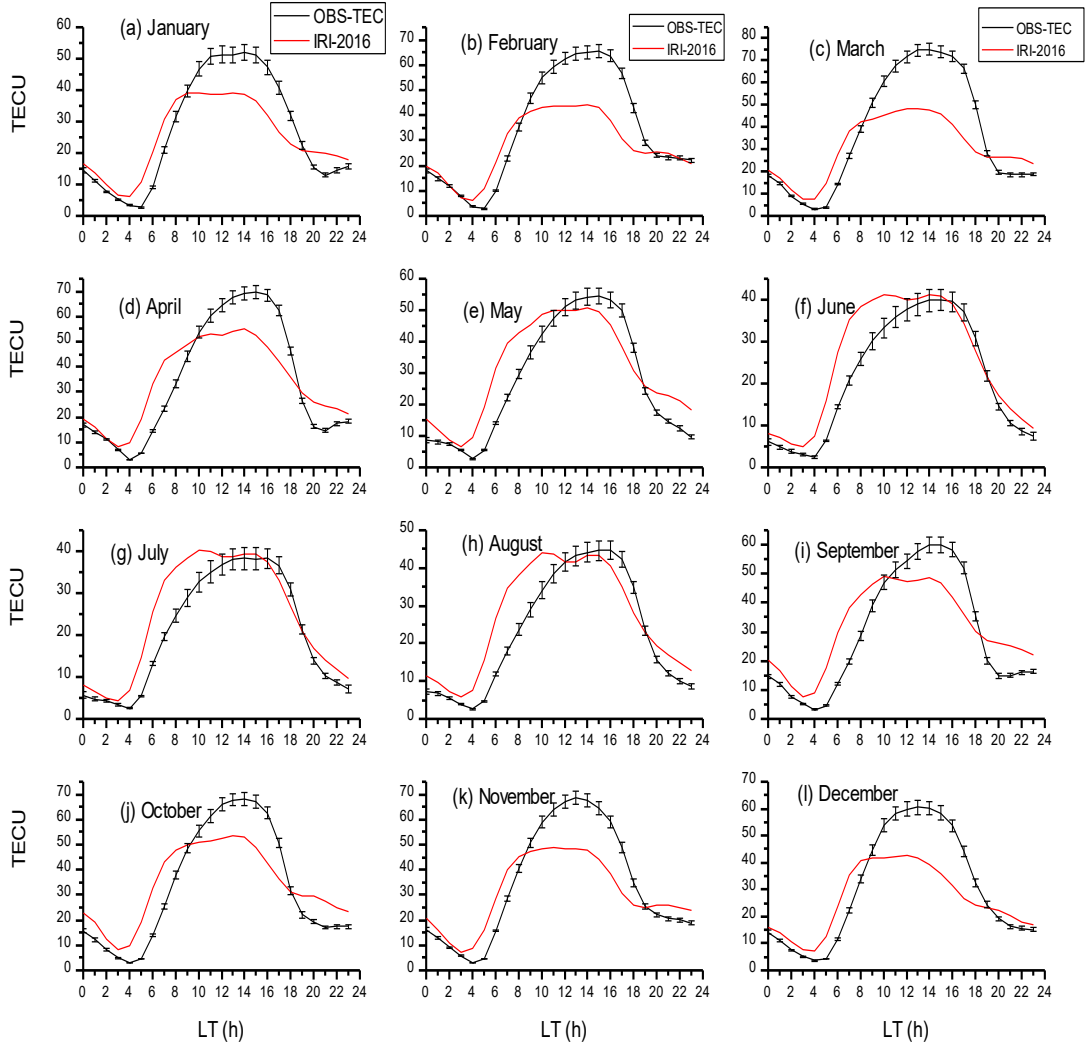 OBS-TEC
IRI-2016
OBS-TEC
IRI-2016
OBS-TEC
IRI-2016
(a) January
TECU
60
50
40
30
20
10
0
0 2 4 6 8 10 12 14 16 18 20 22 24
(b) February
80
70
60
50
40
30
20
10
0
0 2 4 6 8 10 12 14 16 18 20 22 24
(c) March
80
70
60
50
40
30
20
10
0
0 2 4 6 8 10 12 14 16 18 20 22 24
(d) April
TECU
70
60
50
40
30
20
10
0
0 2 4 6 8 10 12 14 16 18 20 22 24
(e) May
60
50
40
30
20
10
0
0 2 4 6 8 10 12 14 16 18 20 22 24
(f) June
40
30
20
10
0
0 2 4 6 8 10 12 14 16 18 20 22 24
(g) July
TECU
40
30
20
10
0
0 2 4 6 8 10 12 14 16 18 20 22 24
(h) August
50
40
30
20
10
0
0 2 4 6 8 10 12 14 16 18 20 22 24
(i) September
60
50
40
30
20
10
0
0 2 4 6 8 10 12 14 16 18 20 22 24
(j) October
TECU
70
60
50
40
30
20
10
0
0 2 4 6 8 10 12 14 16 18 20 22 24
(k) November
70
60
50
40
30
20
10
0
0 2 4 6 8 10 12 14 16 18 20 22 24
(l) December
70
60
50
40
30
20
10
0
0 2 4 6 8 10 12 14 16 18 20 22 24
LT (h)
LT (h)
LT (h)